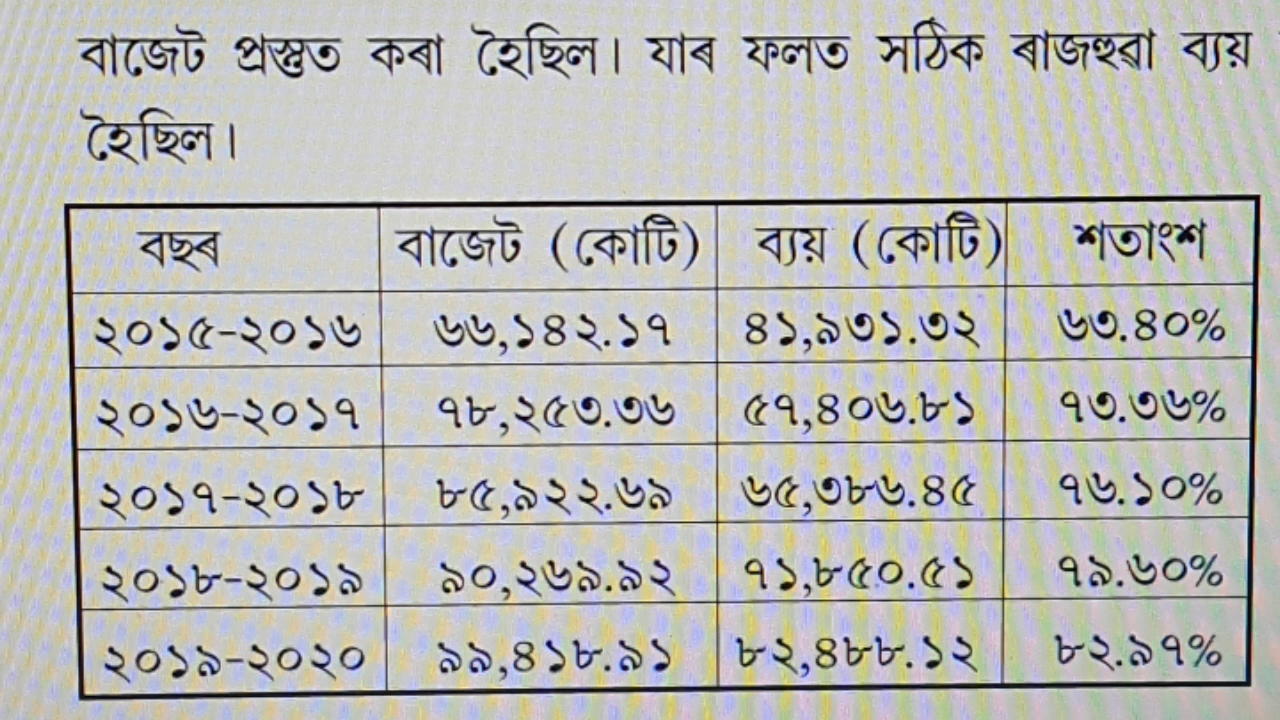 বাজেট প্ৰস্তুত কৰা হৈছিল। যাৰ ফলত সঠিক ৰাজহুৱা ব্যয়
হৈছিল।
বছৰ বাজেট (কোটি) ব্যয় (কোটি) শতাংশ
২০১৫-২০১৬ ৬৬,১৪২.১৭ ৪১,৯৩১.৩২ ৬৩.৪০%
২০১৬-২০১৭ ৭৮,২৫৩.৩৬ ৫৭,৪০৬.৮১ ৭৩.৩৬%
২০১৭-২০১৮ ৮৫,৯২২.৬৯ ৬৫,৩৮৬.৪৫ ৭৬.১০%
২০১৮-২০১৯ ৯০,২৬৯.৯২ ৭১,৮৫০.৫১ ৭৯.৬০%
২০১৯-২০২০ ৯৯,৪১৮.৯১ ৮২,৪৮৮.১২ ৮২.৯৭%